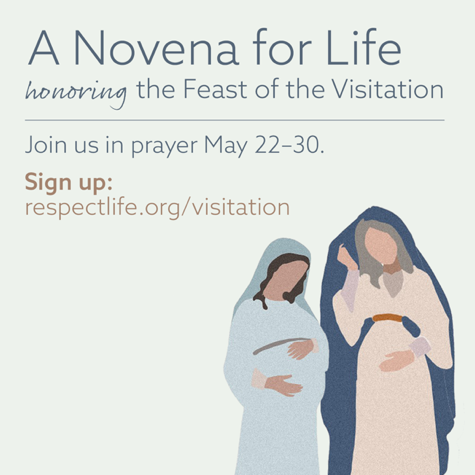 A Novena for Life
honoring the Feast of the Visitation
Join us in prayer May 22–30.
Sign up:
respectlife.org/visitation